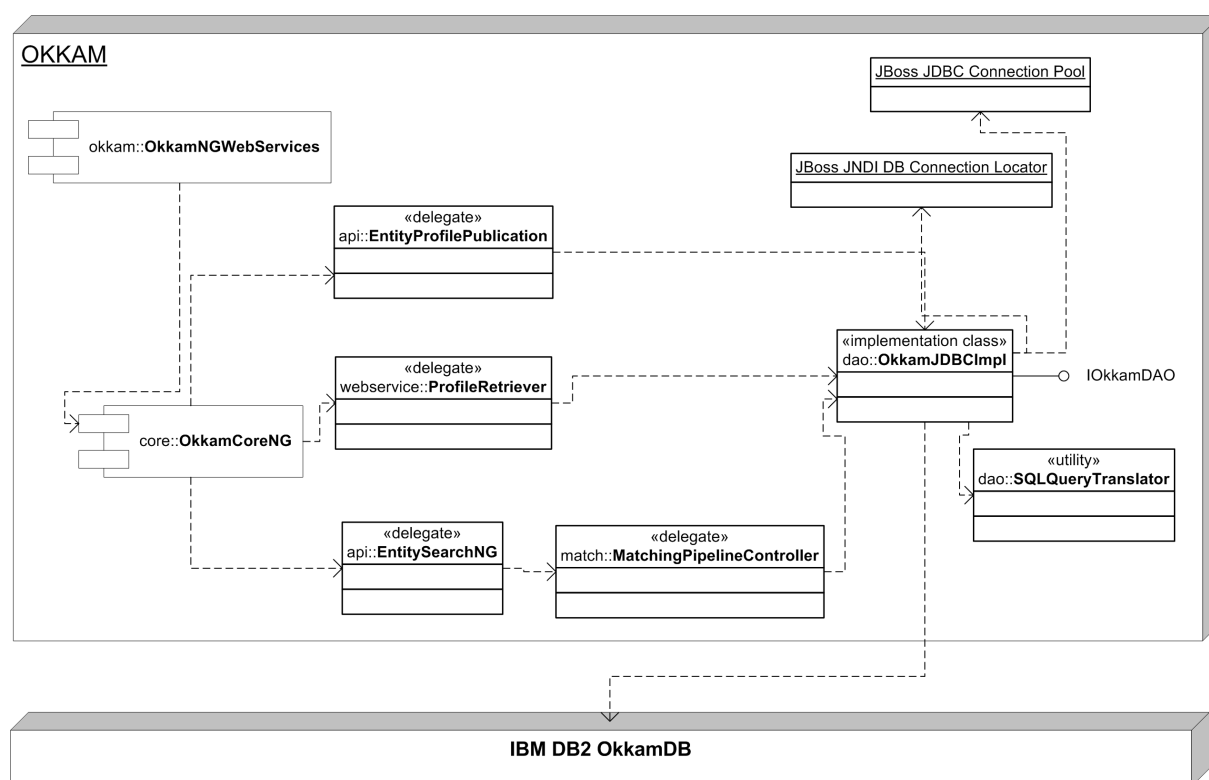 OKKAM
JBoss JDBC Connection Pool
okkam::OkkamNGWebServices
JBoss JNDI DB Connection Locator
«delegate»
api::EntityProfilePublication
«implementation class»
dao::OkkamJDBCImpl
IOkkamDAO
«delegate»
webservice::ProfileRetriever
core::OkkamCoreNG
«utility»
dao::SQLQueryTranslator
«delegate»
api::EntitySearchNG
«delegate»
match::MatchingPipelineController
IBM DB2 OkkamDB